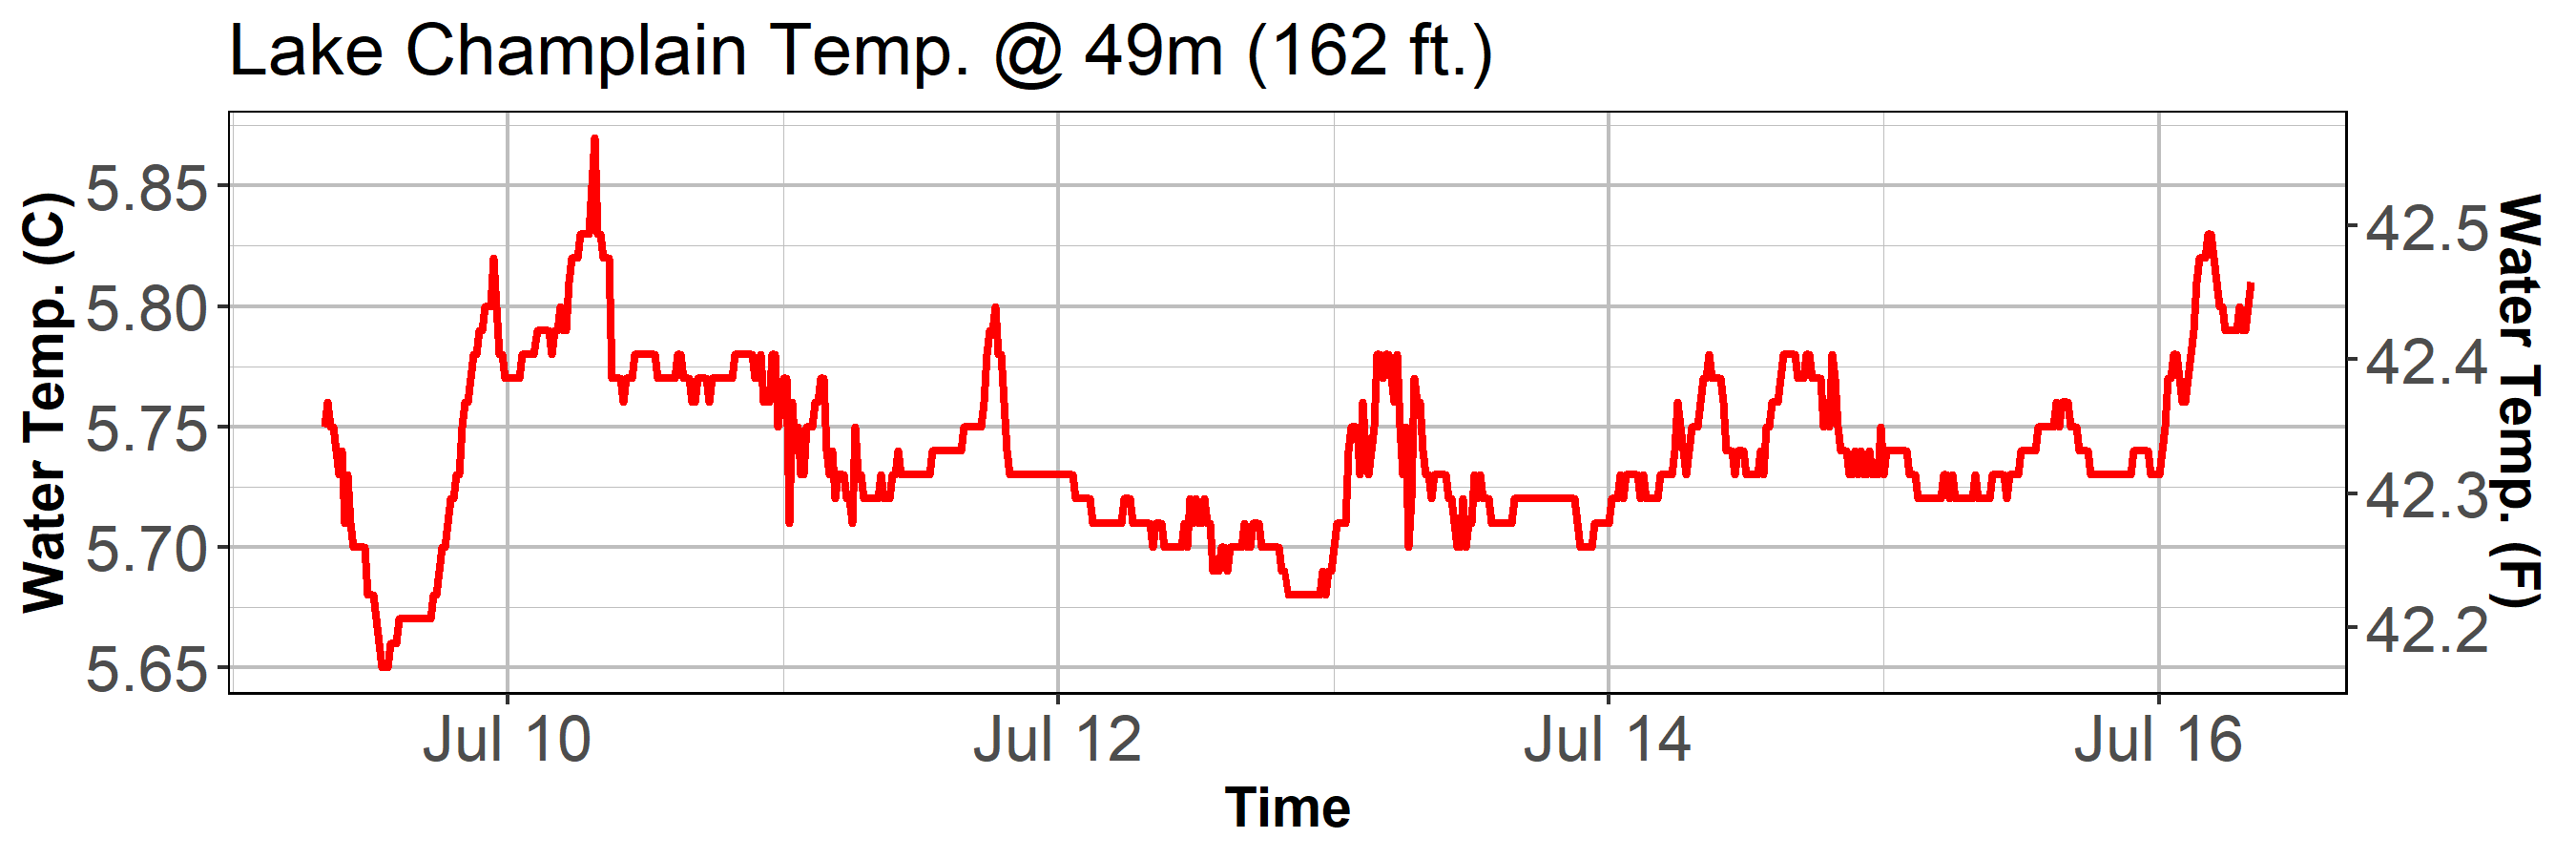 Lake Champlain Temp. @ 49m (162 ft.)
Water Temp. (C)
5.85
5.80
5.75
5.70
5.65
42.5
42.4
42.3
42.2
Water Temp. (F)
Jul 10 Jul 12 Jul 14 Jul 16
Time